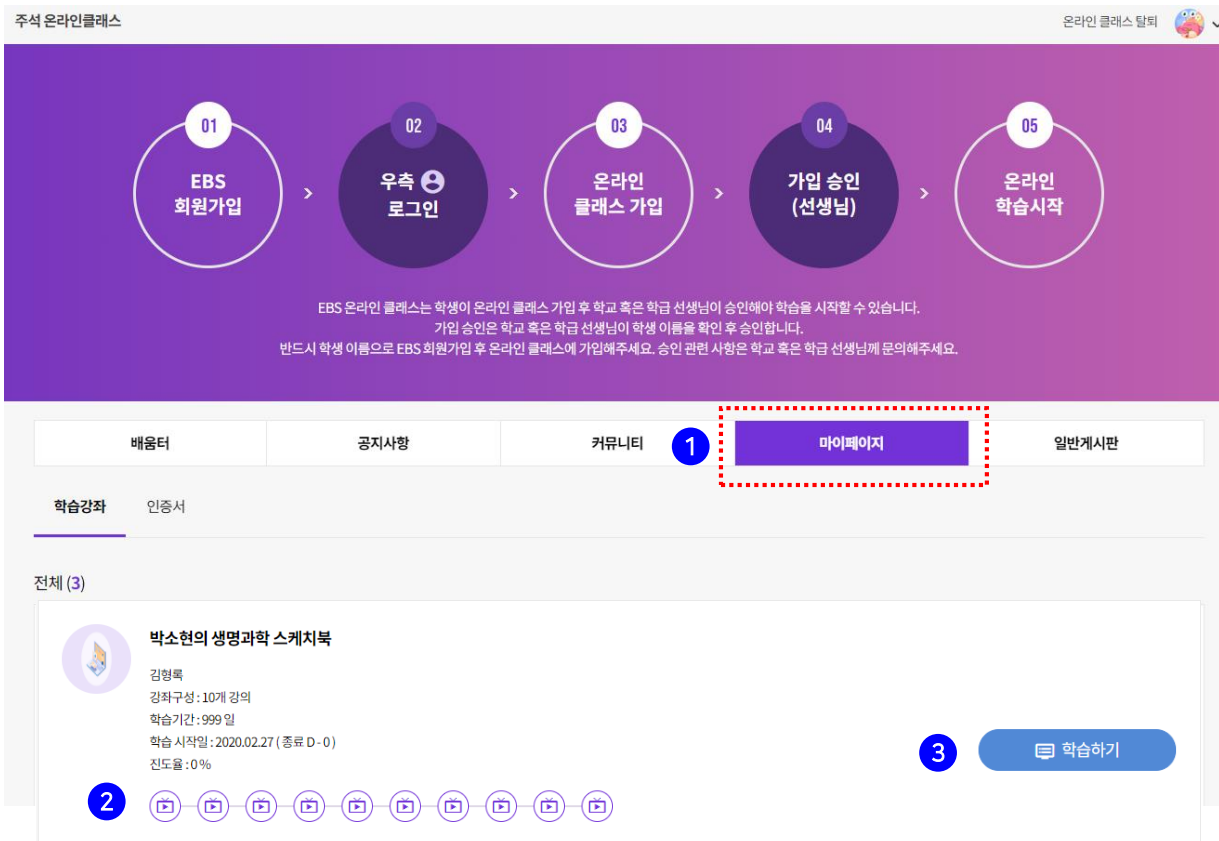 주석 온라인클래스
온라인 클래스 탈퇴
01
EBS
회원가입
02
우측
로그인
03
온라인
클래스 가입
04
가입 승인
(선생님)
05
온라인
학습시작
EBS 온라인 클래스는 학생이 온라인 클래스 가입 후 학교 혹은 학급 선생님이 승인해야 학습을 시작할 수 있습니다.
가입 승인은 학교 혹은 학급 선생님이 학생 이름을 확인 후 승인합니다.
반드시 학생 이름으로 EBS 회원가입 후 온라인 클래스에 가입해주세요. 승인 관련 사항은 학교 혹은 학급 선생님께 문의해주세요.
배움터
공지사항
커뮤니티
1
마이페이지
일반게시판
학습강좌
인증서
전체 (3)
박소현의 생명과학 스케치북
김형록
강좌구성 : 10개 강의
학습기간 : 999 일
학습 시작일 : 2020.02.27 ( 종료 D - 0 )
진도율 : 0 %
3
학습하기
2